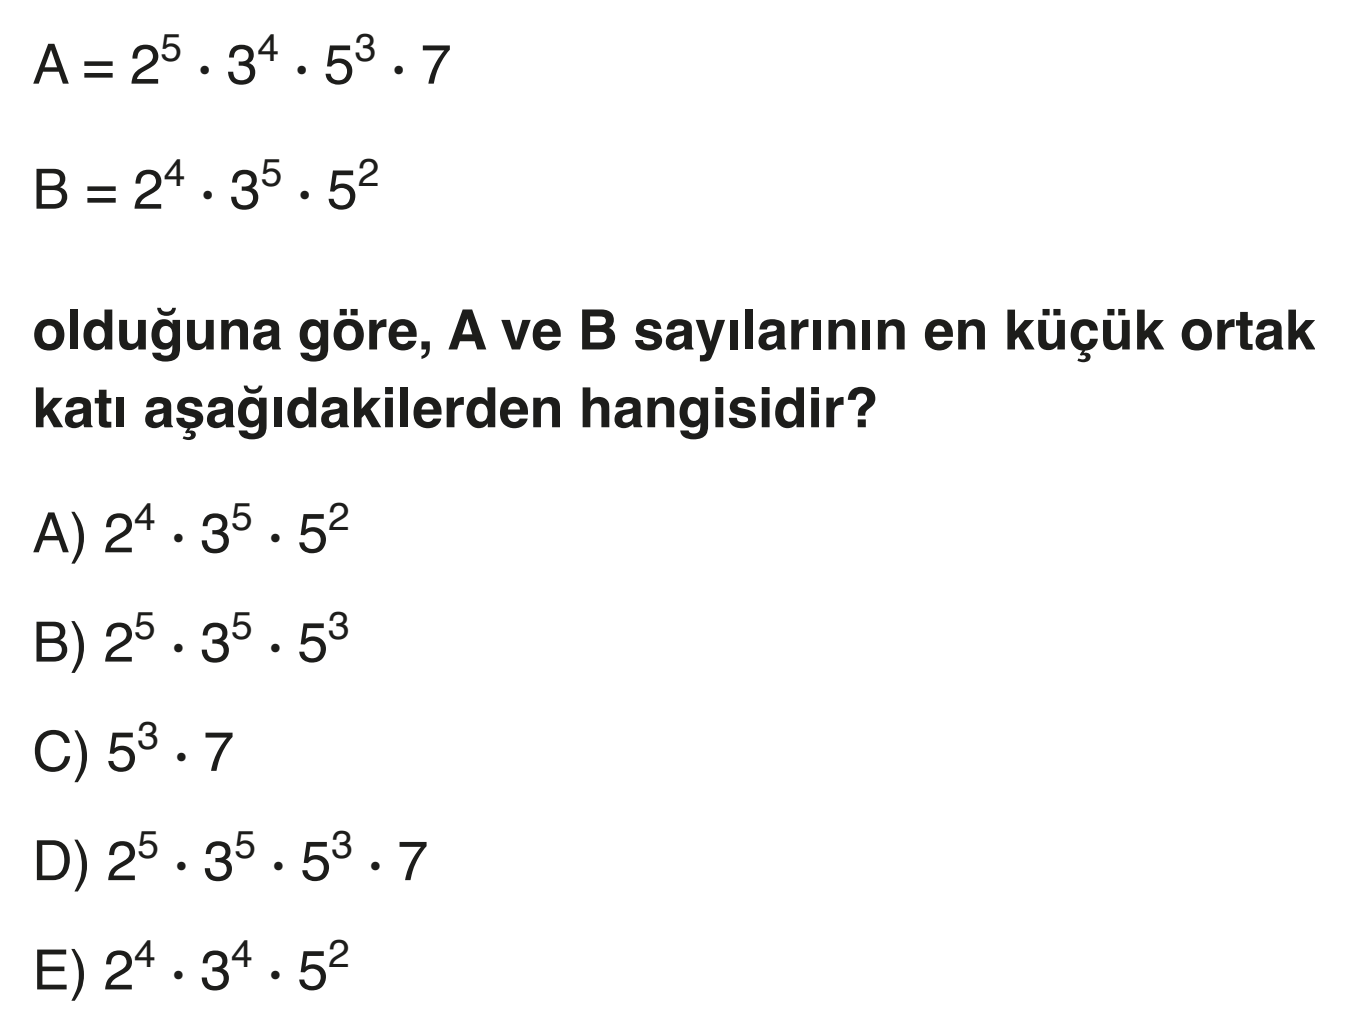 A = 2⁵ · 3⁴ · 5³ · 7
B = 2⁴ · 3⁵ · 5²
olduğuna göre, A ve B sayılarının en küçük ortak
katı aşağıdakilerden hangisidir?
A) 2⁴ · 3⁵ · 5²
B) 2⁵ · 3⁵ · 5³
C) 5³ · 7
D) 2⁵ · 3⁵ · 5³ · 7
E) 2⁴ · 3⁴ · 5²